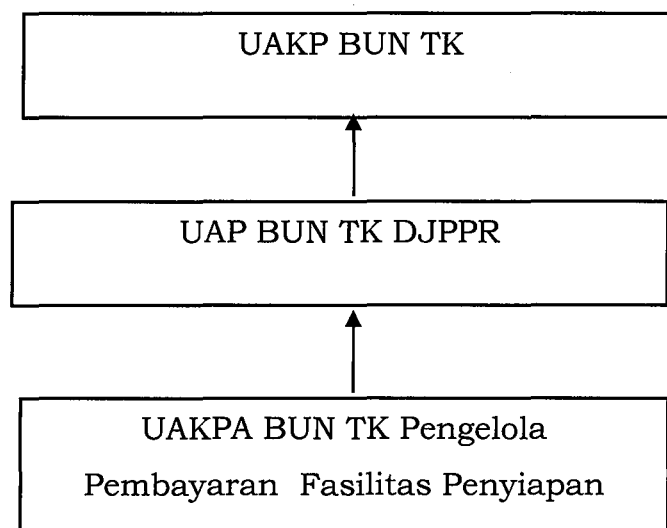 UAKP BUN TK
UAP BUN TK DJPPR
UAKPA BUN TK Pengelola
Pembayaran Fasilitas Penyiapan